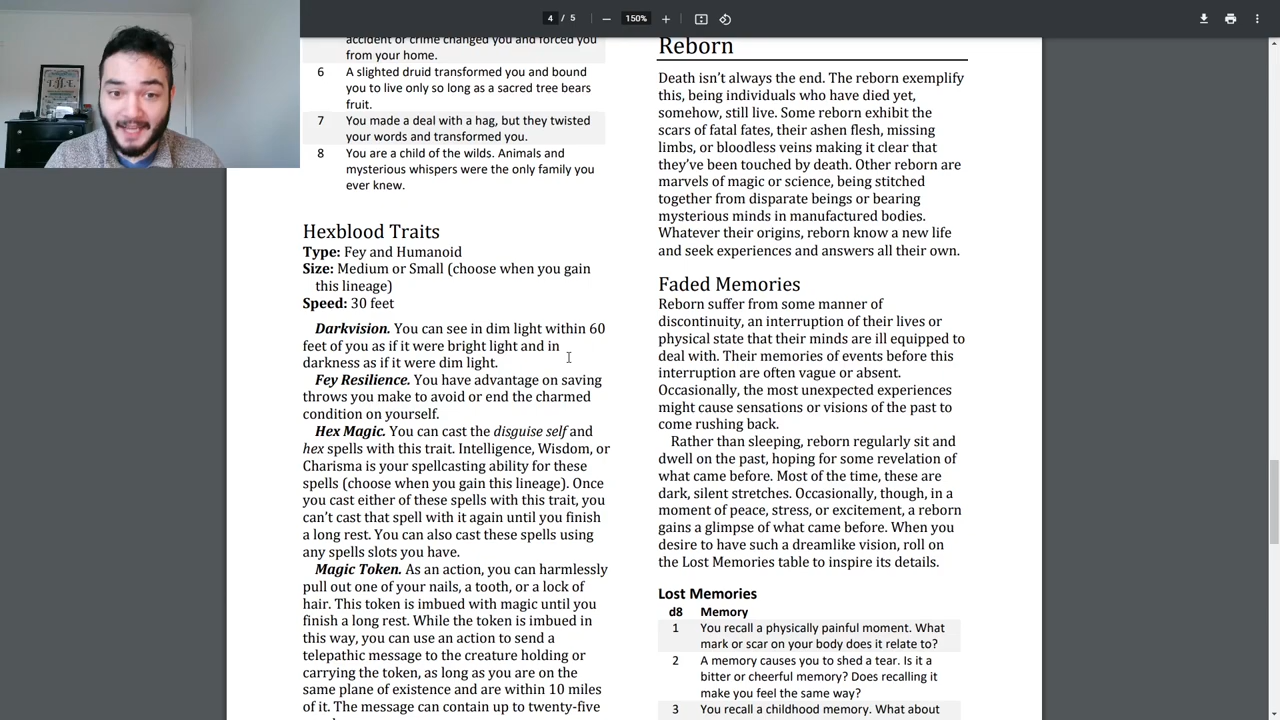 4 / 5
150%
accident or crime changed you and forced you
from your home.
6 A slighted druid transformed you and bound
you to live only so long as a sacred tree bears
fruit.
7 You made a deal with a hag, but they twisted
your words and transformed you.
8 You are a child of the wilds. Animals and
mysterious whispers were the only family you
ever knew.
Hexblood Traits
Type: Fey and Humanoid
Size: Medium or Small (choose when you gain
this lineage)
Speed: 30 feet
Darkvision. You can see in dim light within 60
feet of you as if it were bright light and in
darkness as if it were dim light.
Fey Resilience. You have advantage on saving
throws you make to avoid or end the charmed
condition on yourself.
Hex Magic. You can cast the disguise self and
hex spells with this trait. Intelligence, Wisdom, or
Charisma is your spellcasting ability for these
spells (choose when you gain this lineage). Once
you cast either of these spells with this trait, you
can’t cast that spell with it again until you finish
a long rest. You can also cast these spells using
any spells slots you have.
Magic Token. As an action, you can harmlessly
pull out one of your nails, a tooth, or a lock of
hair. This token is imbued with magic until you
finish a long rest. While the token is imbued in
this way, you can use an action to send a
telepathic message to the creature holding or
carrying the token, as long as you are on the
same plane of existence and are within 10 miles
of it. The message can contain up to twenty-five
Reborn
Death isn’t always the end. The reborn exemplify
this, being individuals who have died yet,
somehow, still live. Some reborn exhibit the
scars of fatal fates, their ashen flesh, missing
limbs, or bloodless veins making it clear that
they’ve been touched by death. Other reborn are
marvels of magic or science, being stitched
together from disparate beings or bearing
mysterious minds in manufactured bodies.
Whatever their origins, reborn know a new life
and seek experiences and answers all their own.
Faded Memories
Reborn suffer from some manner of
discontinuity, an interruption of their lives or
physical state that their minds are ill equipped to
deal with. Their memories of events before this
interruption are often vague or absent.
Occasionally, the most unexpected experiences
might cause sensations or visions of the past to
come rushing back.
Rather than sleeping, reborn regularly sit and
dwell on the past, hoping for some revelation of
what came before. Most of the time, these are
dark, silent stretches. Occasionally, though, in a
moment of peace, stress, or excitement, a reborn
gains a glimpse of what came before. When you
desire to have such a dreamlike vision, roll on
the Lost Memories table to inspire its details.
Lost Memories
d8 Memory
1 You recall a physically painful moment. What
mark or scar on your body does it relate to?
2 A memory causes you to shed a tear. Is it a
bitter or cheerful memory? Does recalling it
make you feel the same way?
3 You recall a childhood memory. What about